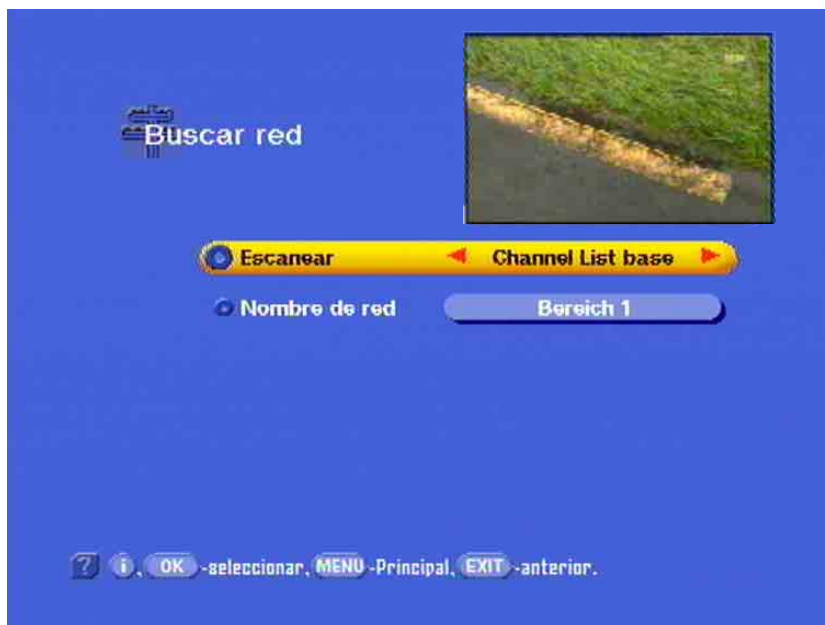 Buscar red
Escanear Channel List base
Nombre de red Bereich 1
? i, OK -seleccionar, MENU -Principal, EXIT -anterior.